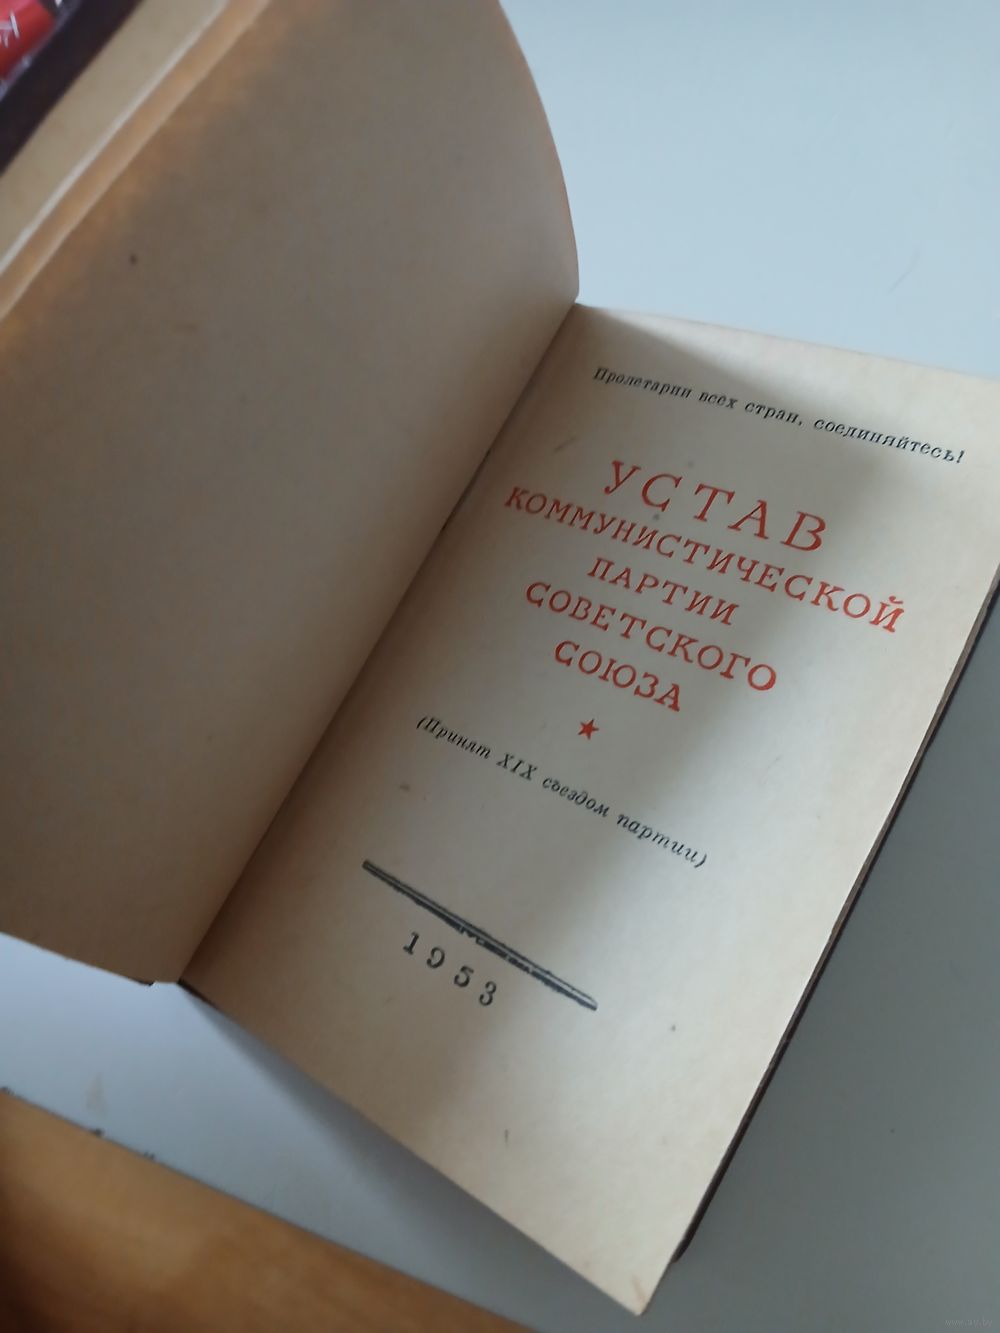 Пролетарии всех стран, соединяйтесь!
УСТАВ
КОММУНИСТИЧЕСКОЙ
ПАРТИИ
СОВЕТСКОГО
СОЮЗА
(Принят XIX съездом партии)
1953